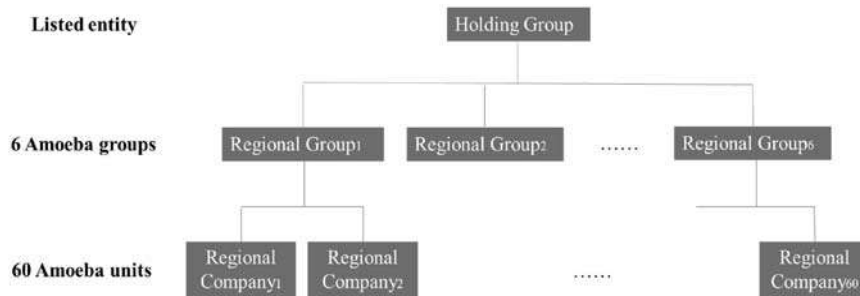 Listed entity
Holding Group
6 Amoeba groups
Regional Group1
Regional Group2
......
Regional Group6
60 Amoeba units
Regional
Company1
Regional
Company2
......
Regional
Company60